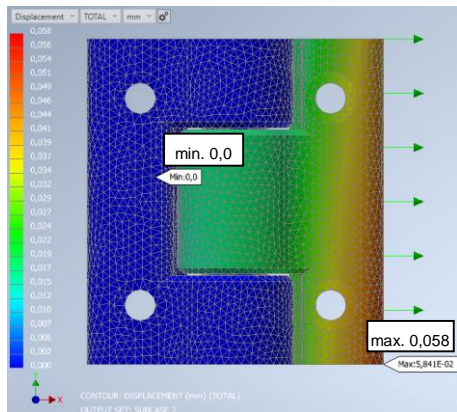 Displacement TOTAL mm
0,058
0,056
0,054
0,051
0,049
0,046
0,044
0,041
0,039
0,037
0,034
0,032
0,029
0,027
0,024
0,022
0,019
0,017
0,015
0,012
0,010
0,007
0,005
0,002
0,000
min. 0,0
Min:0,0
max. 0,058
Max:5,841E-02
Y
X
CONTOUR: DISPLACEMENT (mm) (TOTAL)
OUTPUT SET: SUBCASE 2